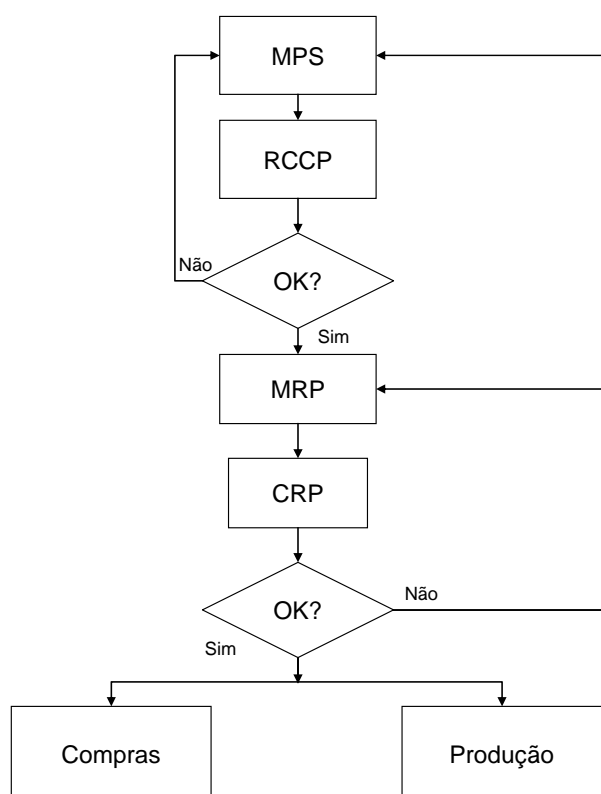 MPS
RCCP
Não
OK?
Sim
MRP
CRP
OK?
Não
Sim
Compras
Produção